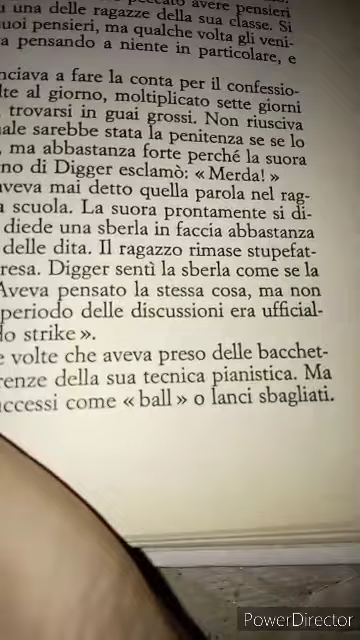 peccato avere pensieri
una delle ragazze della sua classe. Si
uoi pensieri, ma qualche volta gli veni-
a pensando a niente in particolare, e
nciava a fare la conta per il confessio-
lte al giorno, moltiplicato sette giorni
trovarsi in guai grossi. Non riusciva
ale sarebbe stata la penitenza se se lo
, ma abbastanza forte perché la suora
no di Digger esclamò: « Merda! »
aveva mai detto quella parola nel rag-
a scuola. La suora prontamente si di-
diede una sberla in faccia abbastanza
delle dita. Il ragazzo rimase stupefat-
resa. Digger sentì la sberla come se la
Aveva pensato la stessa cosa, ma non
periodo delle discussioni era ufficial-
lo strike ».
e volte che aveva preso delle bacchet-
renze della sua tecnica pianistica. Ma
uccessi come « ball » o lanci sbagliati.
PowerDirector